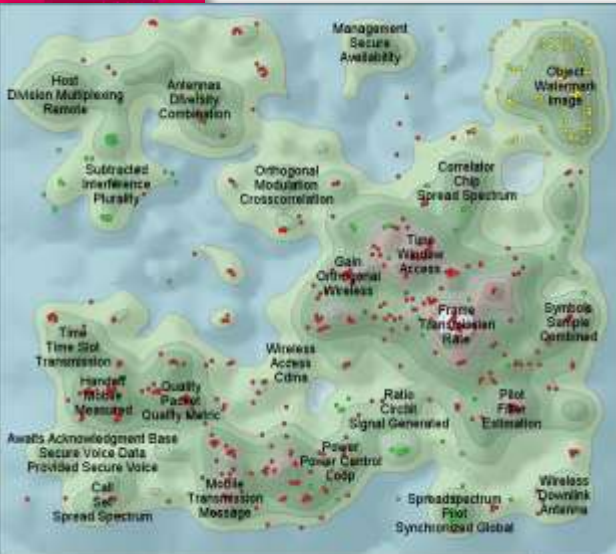 Management
Secure
Availability
Host
Division Multiplexing
Remote
Antennas
Diversity
Combination
Object
Watermark
Image
Subtracted
Interference
Plurality
Orthogonal
Modulation
Crosscorrelation
Correlator
Chip
Spread Spectrum
Time
Window
Access
Gain
Orthogonal
Wireless
Frame
Transmission
Rate
Symbols
Sample
Combined
Time
Time Slot
Transmission
Wireless
Access
Cdma
Handoff
Mobile
Measured
Quality
Packet
Quality Metric
Ratio
Circuit
Signal Generated
Pilot
Filter
Estimation
Awaits Acknowledgment Base
Secure Voice Data
Provided Secure Voice
Power
Power Control
Loop
Call
Set
Spread Spectrum
Mobile
Transmission
Message
Spreadspectrum
Pilot
Synchronized Global
Wireless
Downlink
Antenna